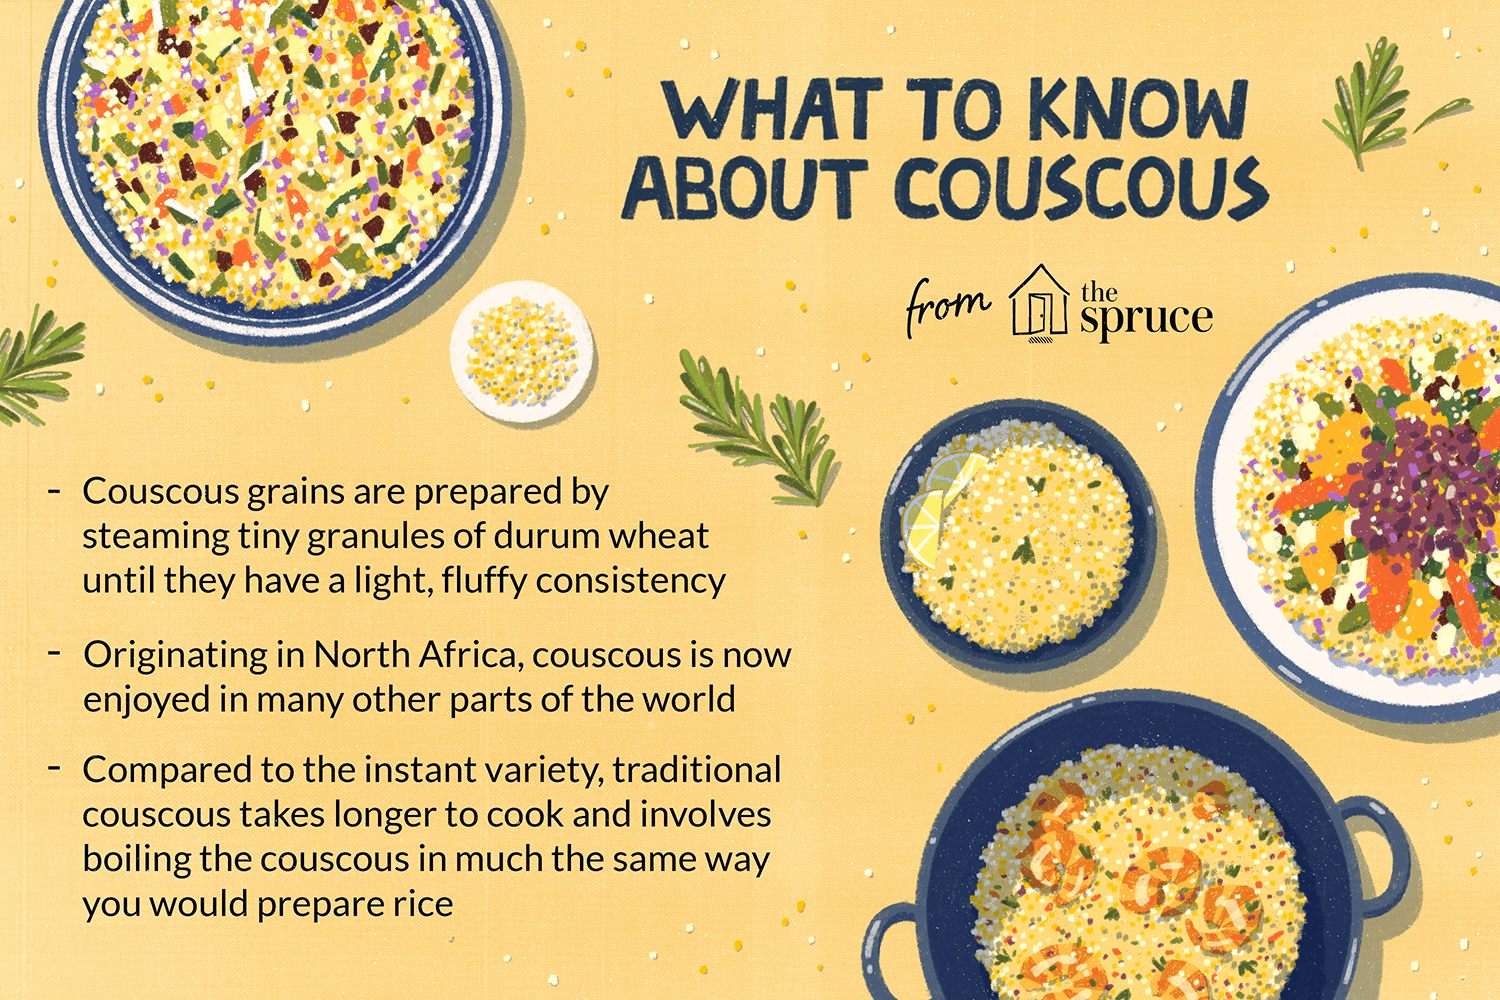 WHAT TO KNOW
ABOUT COUSCOUS
from the spruce
- Couscous grains are prepared by
steaming tiny granules of durum wheat
until they have a light, fluffy consistency
- Originating in North Africa, couscous is now
enjoyed in many other parts of the world
- Compared to the instant variety, traditional
couscous takes longer to cook and involves
boiling the couscous in much the same way
you would prepare rice